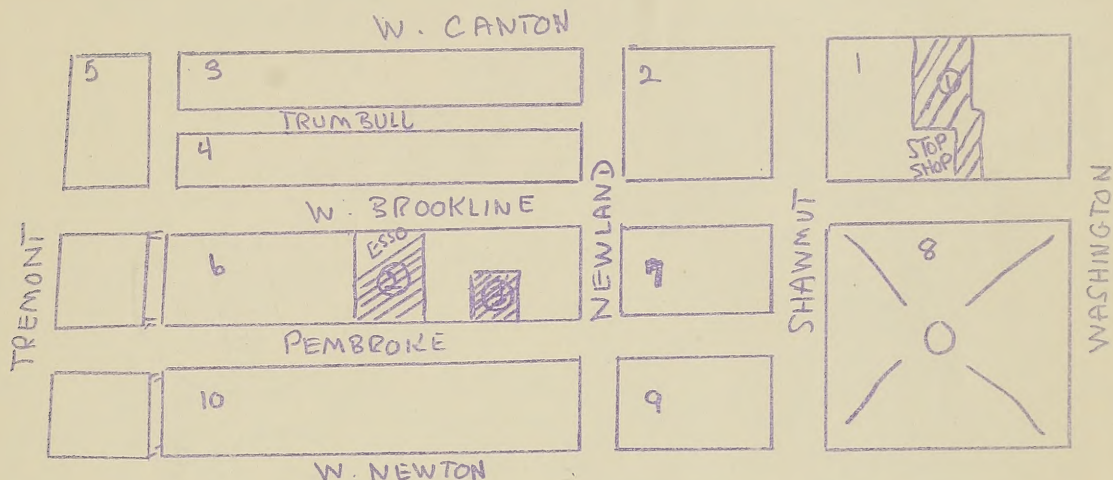 W. CANTON
5
3
2
1
1
TRUMBULL
4
STOP
SHOP
W. BROOKLINE
NEWLAND
SHAWMUT
WASHINGTON
TREMONT
6
ESSO
2
7
8
PEMBROKE
10
9
W. NEWTON